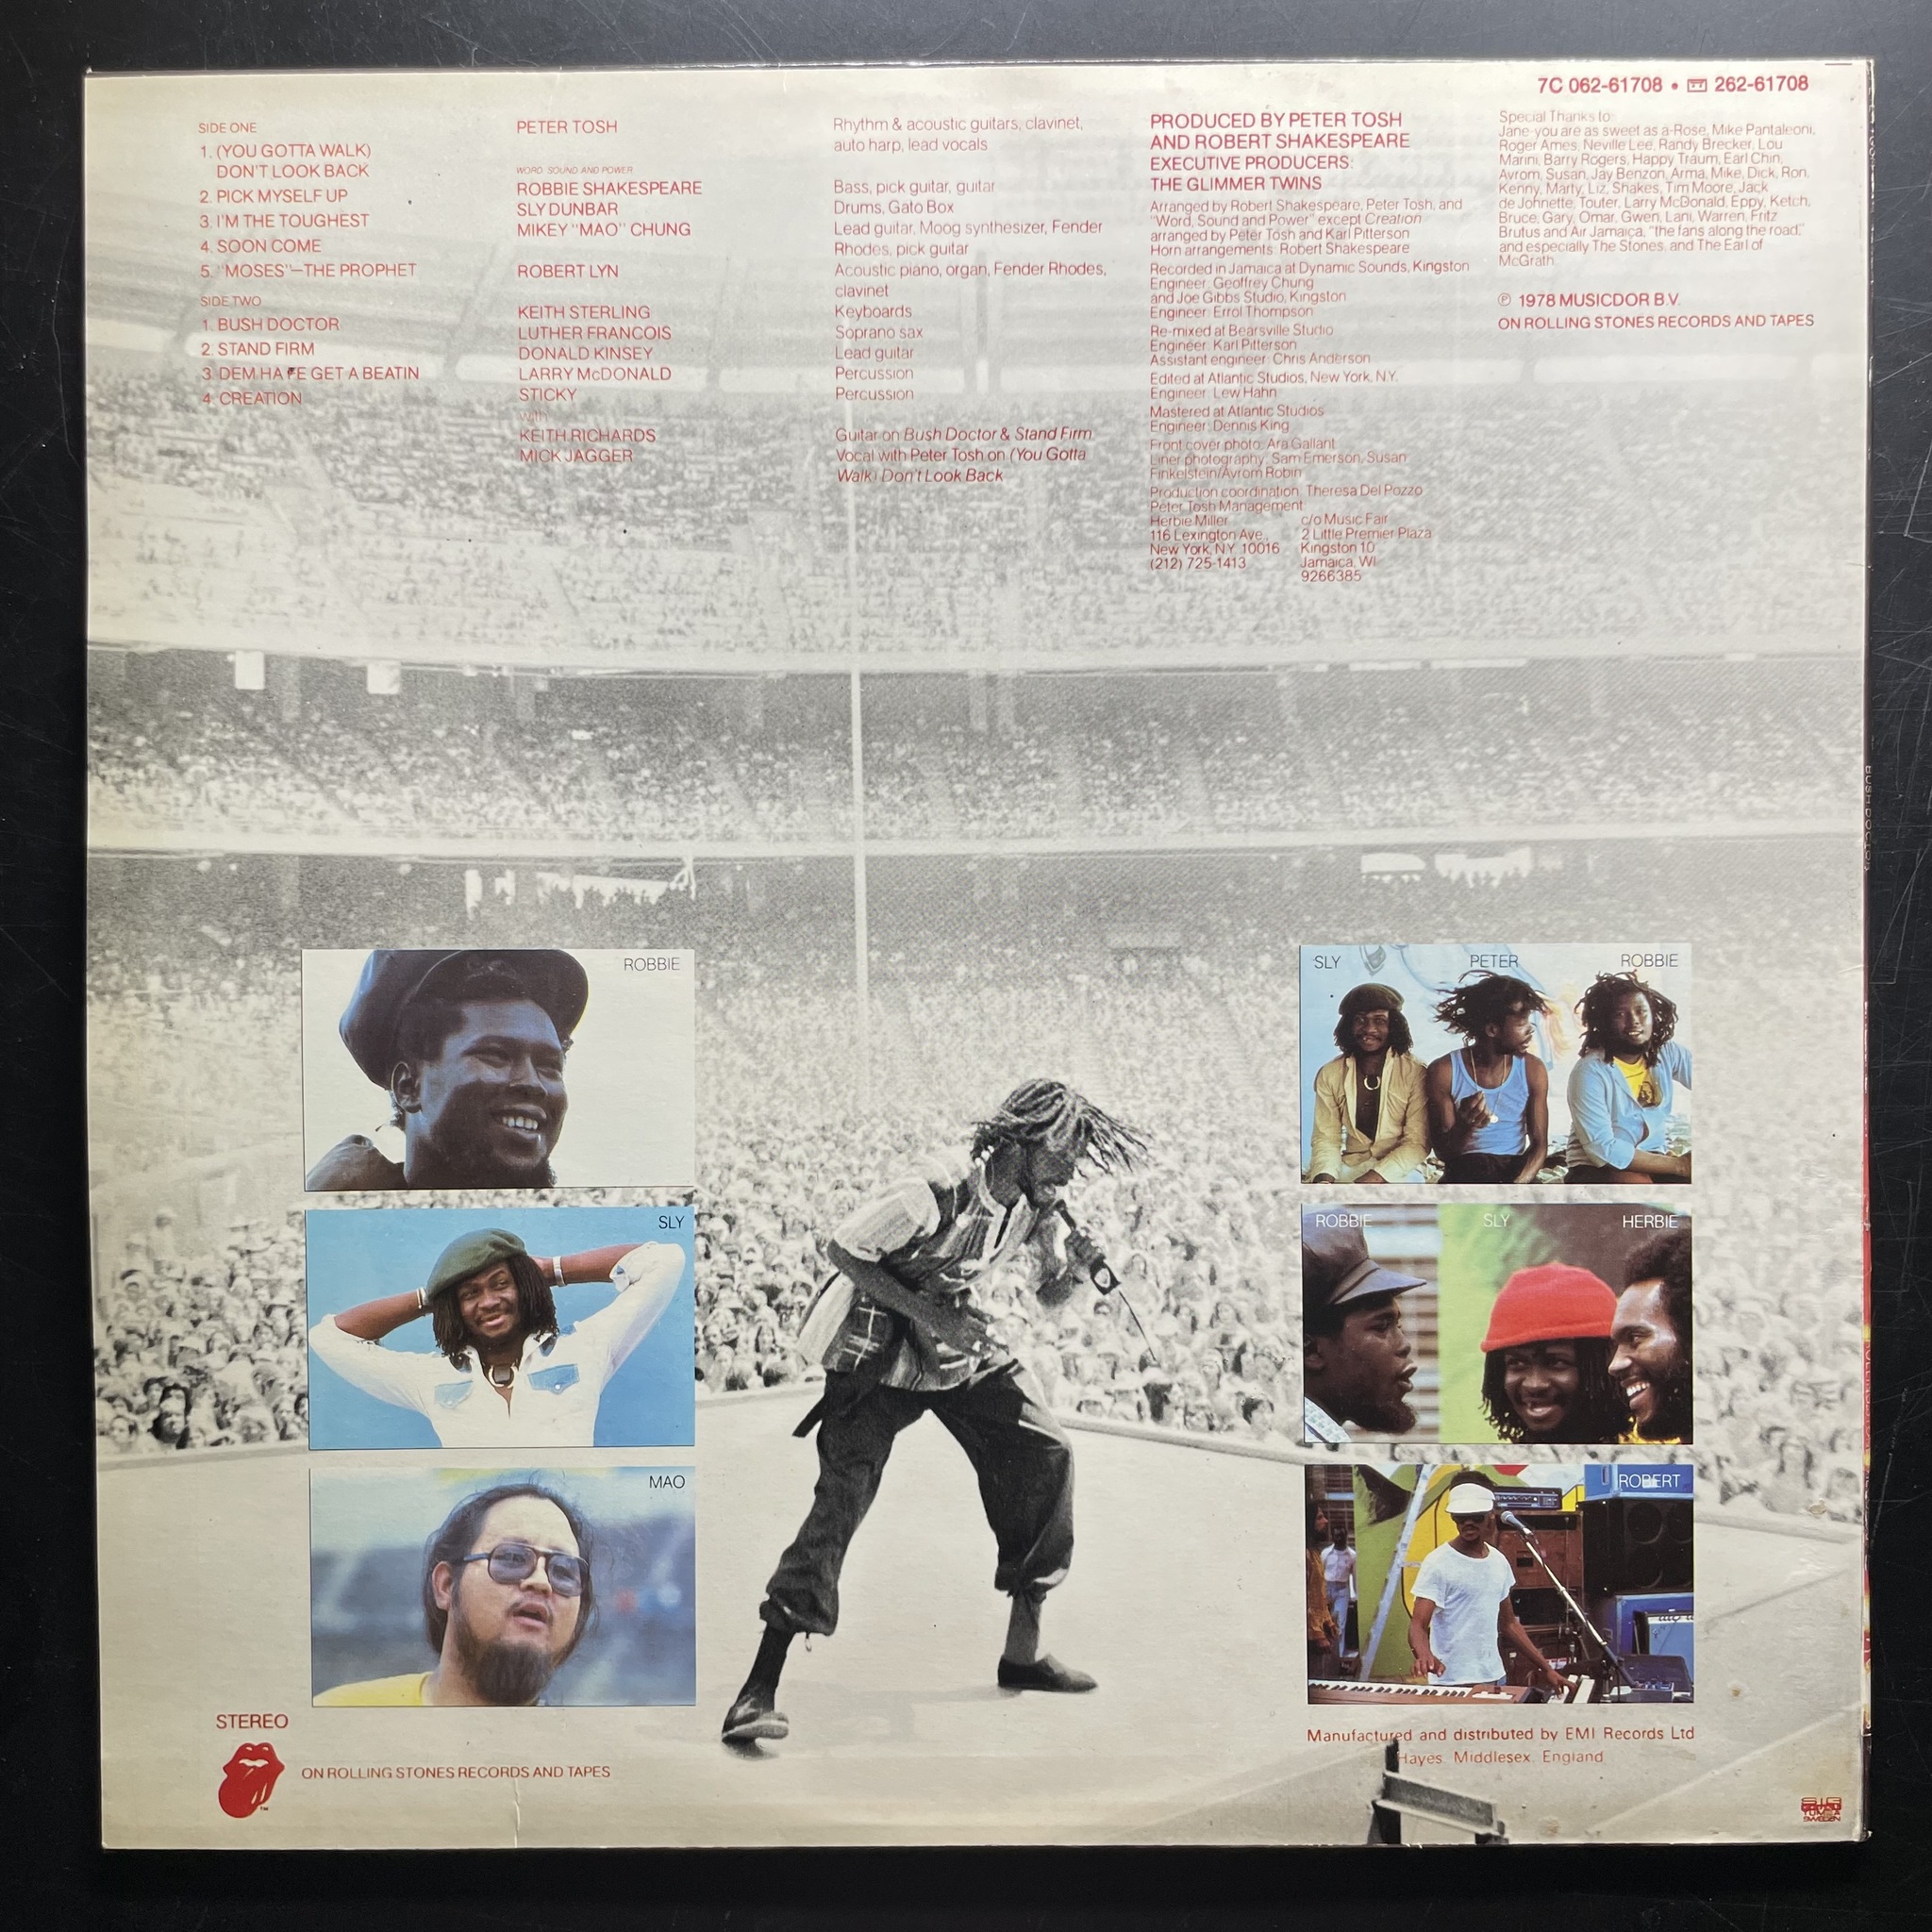 7C 062-61708 • 262-61708
SIDE ONE
1. (YOU GOTTA WALK)
DON'T LOOK BACK
2. PICK MYSELF UP
3. I'M THE TOUGHEST
4. SOON COME
5. "MOSES"—THE PROPHET
SIDE TWO
1. BUSH DOCTOR
2. STAND FIRM
3. DEM HA FE GET A BEATIN
4. CREATION
PETER TOSH
WORD, SOUND AND POWER
ROBBIE SHAKESPEARE
SLY DUNBAR
MIKEY "MAO" CHUNG
ROBERT LYN
KEITH STERLING
LUTHER FRANCOIS
DONALD KINSEY
LARRY McDONALD
STICKY
with
KEITH RICHARDS
MICK JAGGER
Rhythm & acoustic guitars, clavinet,
auto harp, lead vocals
Bass, pick guitar, guitar
Drums, Gato Box
Lead guitar, Moog synthesizer, Fender
Rhodes, pick guitar
Acoustic piano, organ, Fender Rhodes,
clavinet
Keyboards
Soprano sax
Lead guitar
Percussion
Percussion
Guitar on Bush Doctor & Stand Firm
Vocal with Peter Tosh on (You Gotta
Walk) Don't Look Back
PRODUCED BY PETER TOSH
AND ROBERT SHAKESPEARE
EXECUTIVE PRODUCERS:
THE GLIMMER TWINS
Arranged by Robert Shakespeare, Peter Tosh, and
"Word, Sound and Power" except Creation
arranged by Peter Tosh and Karl Pitterson
Horn arrangements: Robert Shakespeare
Recorded in Jamaica at Dynamic Sounds, Kingston
Engineer: Geoffrey Chung
and Joe Gibbs Studio, Kingston
Engineer: Errol Thompson
Re-mixed at Bearsville Studio
Engineer: Karl Pitterson
Assistant engineer: Chris Anderson
Edited at Atlantic Studios, New York, N.Y.
Engineer: Lew Hahn
Mastered at Atlantic Studios
Engineer: Dennis King
Front cover photo: Ara Gallant
Liner photography: Sam Emerson, Susan
Finkelstein/Avrom Robin
Production coordination: Theresa Del Pozzo
Peter Tosh Management:
Herbie Miller
116 Lexington Ave.,
New York, N.Y. 10016
(212) 725-1413
c/o Music Fair
2 Little Premier Plaza
Kingston 10
Jamaica, WI
9266385
Special Thanks to:
Jane-you are as sweet as a-Rose, Mike Pantaleoni,
Roger Ames, Neville Lee, Randy Brecker, Lou
Marini, Barry Rogers, Happy Traum, Earl Chin,
Avrom, Susan, Jay Benzon, Arma, Mike, Dick, Ron,
Kenny, Marty, Liz, Shakes, Tim Moore, Jack
de Johnette, Touter, Larry McDonald, Eppy, Ketch,
Bruce, Gary, Omar, Gwen, Lani, Warren, Fritz
Brutus and Air Jamaica, "the fans along the road,"
and especially The Stones, and The Earl of
McGrath.
℗ 1978 MUSICDOR B.V.
ON ROLLING STONES RECORDS AND TAPES
BUSH DOCTOR
ROBBIE
SLY
MAO
SLY PETER ROBBIE
ROBBIE SLY HERBIE
ROBERT
STEREO
TM
ON ROLLING STONES RECORDS AND TAPES
Manufactured and distributed by EMI Records Ltd
Hayes. Middlesex. England.
TUMBA
SWEDEN